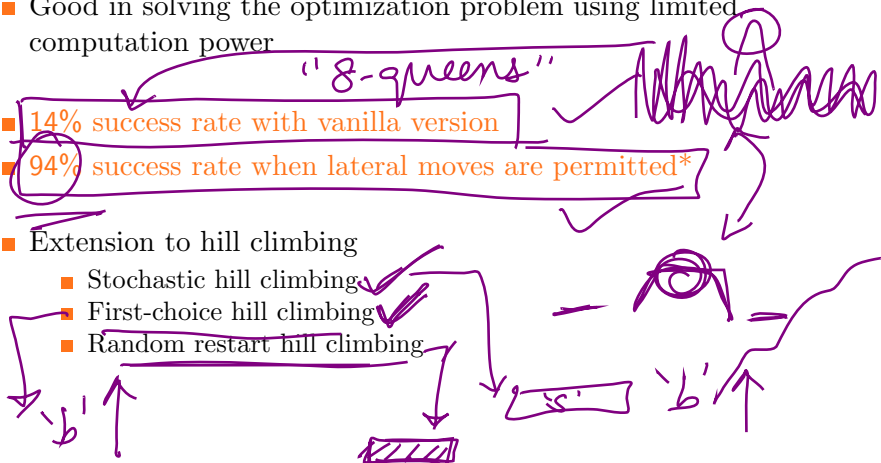 Good in solving the optimization problem using limited
computation power
"8-queens"
14% success rate with vanilla version
94% success rate when lateral moves are permitted*
Extension to hill climbing
Stochastic hill climbing
First-choice hill climbing
Random restart hill climbing
'b' 's' 'b'